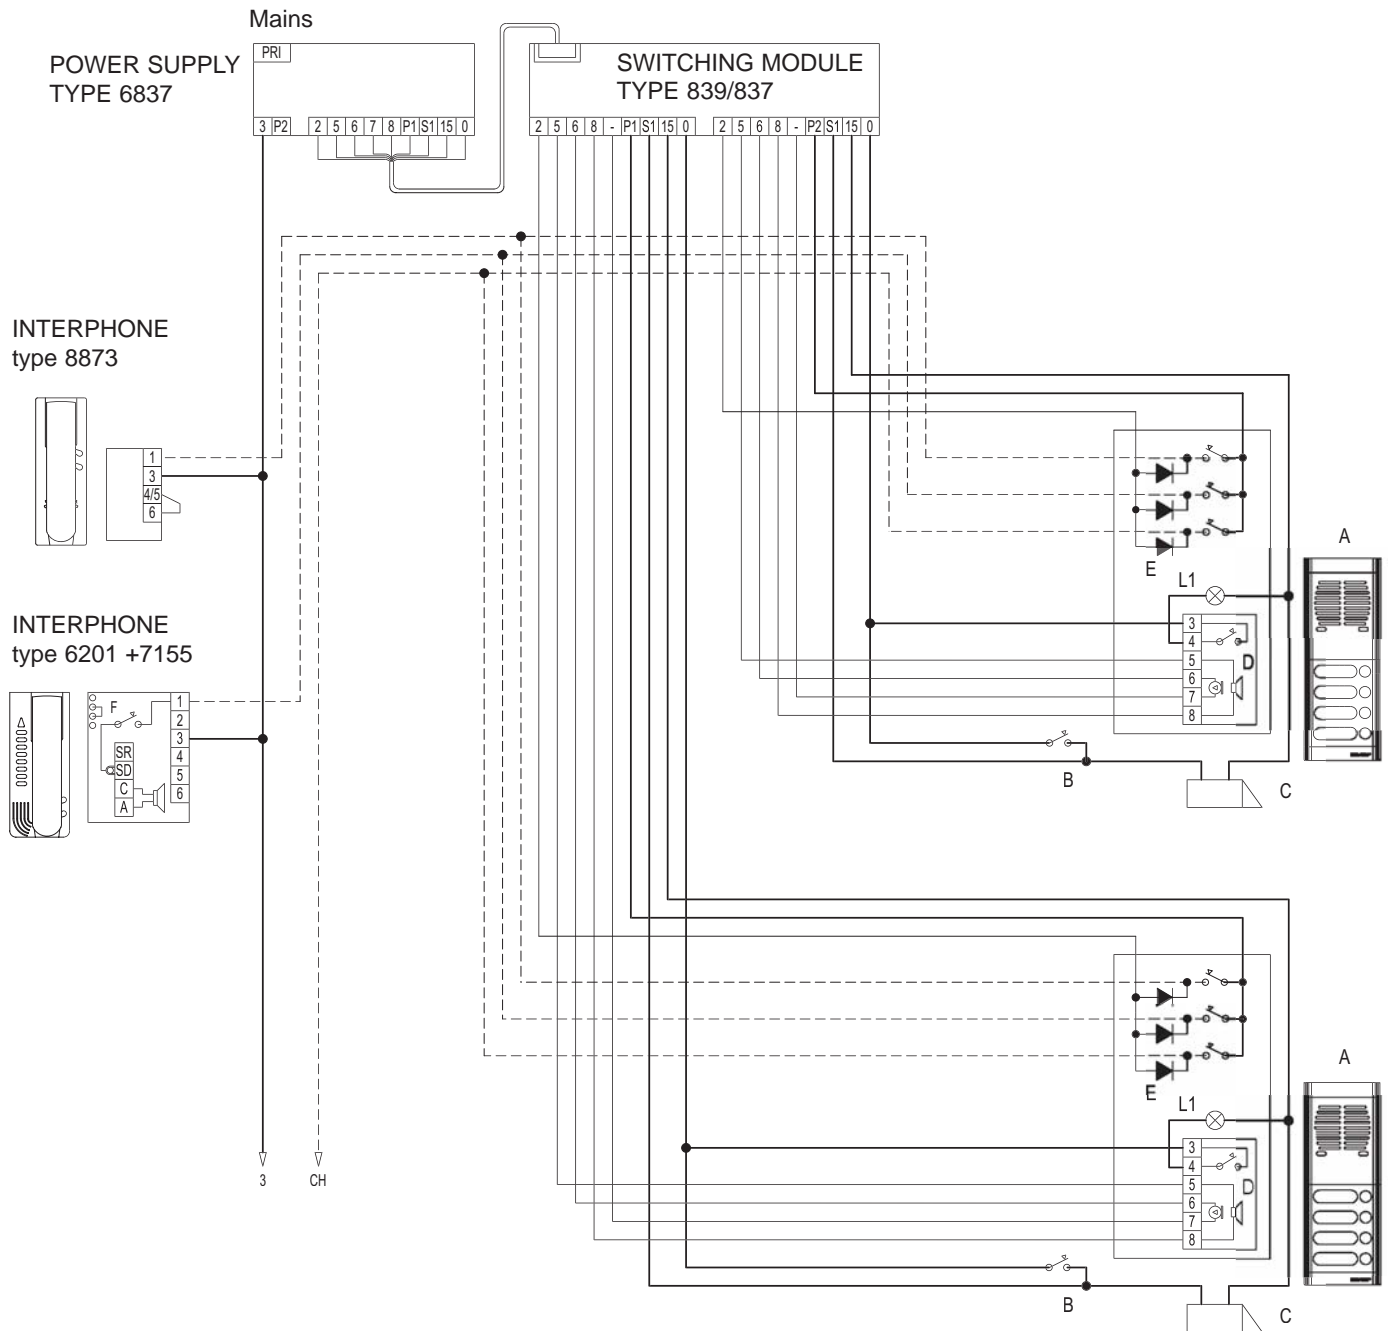 Mains
POWER SUPPLY
TYPE 6837
PRI
3 P2 2 5 6 7 8 P1 S1 15 0
SWITCHING MODULE
TYPE 839/837
2 5 6 8 - P1 S1 15 0 2 5 6 8 - P2 S1 15 0
INTERPHONE
type 8873
1
3
4/5
6
INTERPHONE
type 6201 +7155
F
1
2
3
4
5
6
SR
SD
C
A
E
L1
3
4
5
6
7
8
D
A
B
C
E
L1
3
4
5
6
7
8
D
A
B
C
3
CH